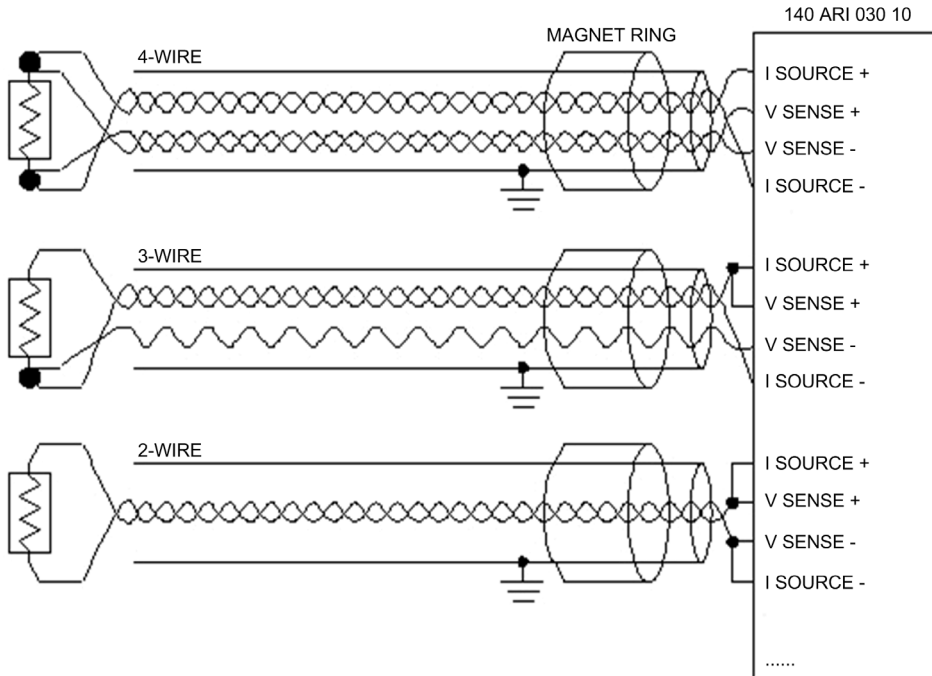 140 ARI 030 10
MAGNET RING
4-WIRE
I SOURCE +
V SENSE +
V SENSE -
I SOURCE -
3-WIRE
I SOURCE +
V SENSE +
V SENSE -
I SOURCE -
2-WIRE
I SOURCE +
V SENSE +
V SENSE -
I SOURCE -
......